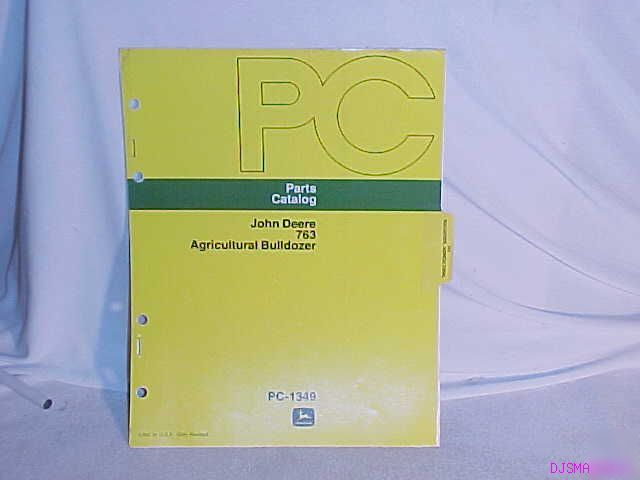 PC
Parts
Catalog
John Deere
763
Agricultural Bulldozer
PC-1349
DJSMA